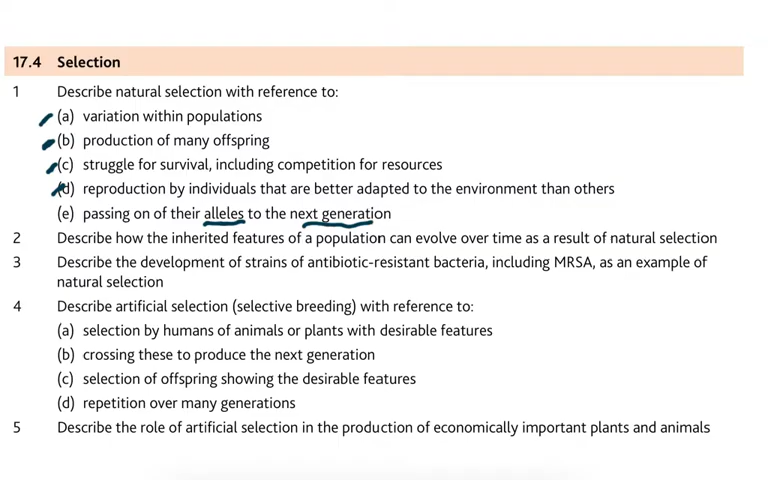 17.4 Selection
1 Describe natural selection with reference to:
(a) variation within populations
(b) production of many offspring
(c) struggle for survival, including competition for resources
(d) reproduction by individuals that are better adapted to the environment than others
(e) passing on of their alleles to the next generation
2 Describe how the inherited features of a population can evolve over time as a result of natural selection
3 Describe the development of strains of antibiotic-resistant bacteria, including MRSA, as an example of
natural selection
4 Describe artificial selection (selective breeding) with reference to:
(a) selection by humans of animals or plants with desirable features
(b) crossing these to produce the next generation
(c) selection of offspring showing the desirable features
(d) repetition over many generations
5 Describe the role of artificial selection in the production of economically important plants and animals